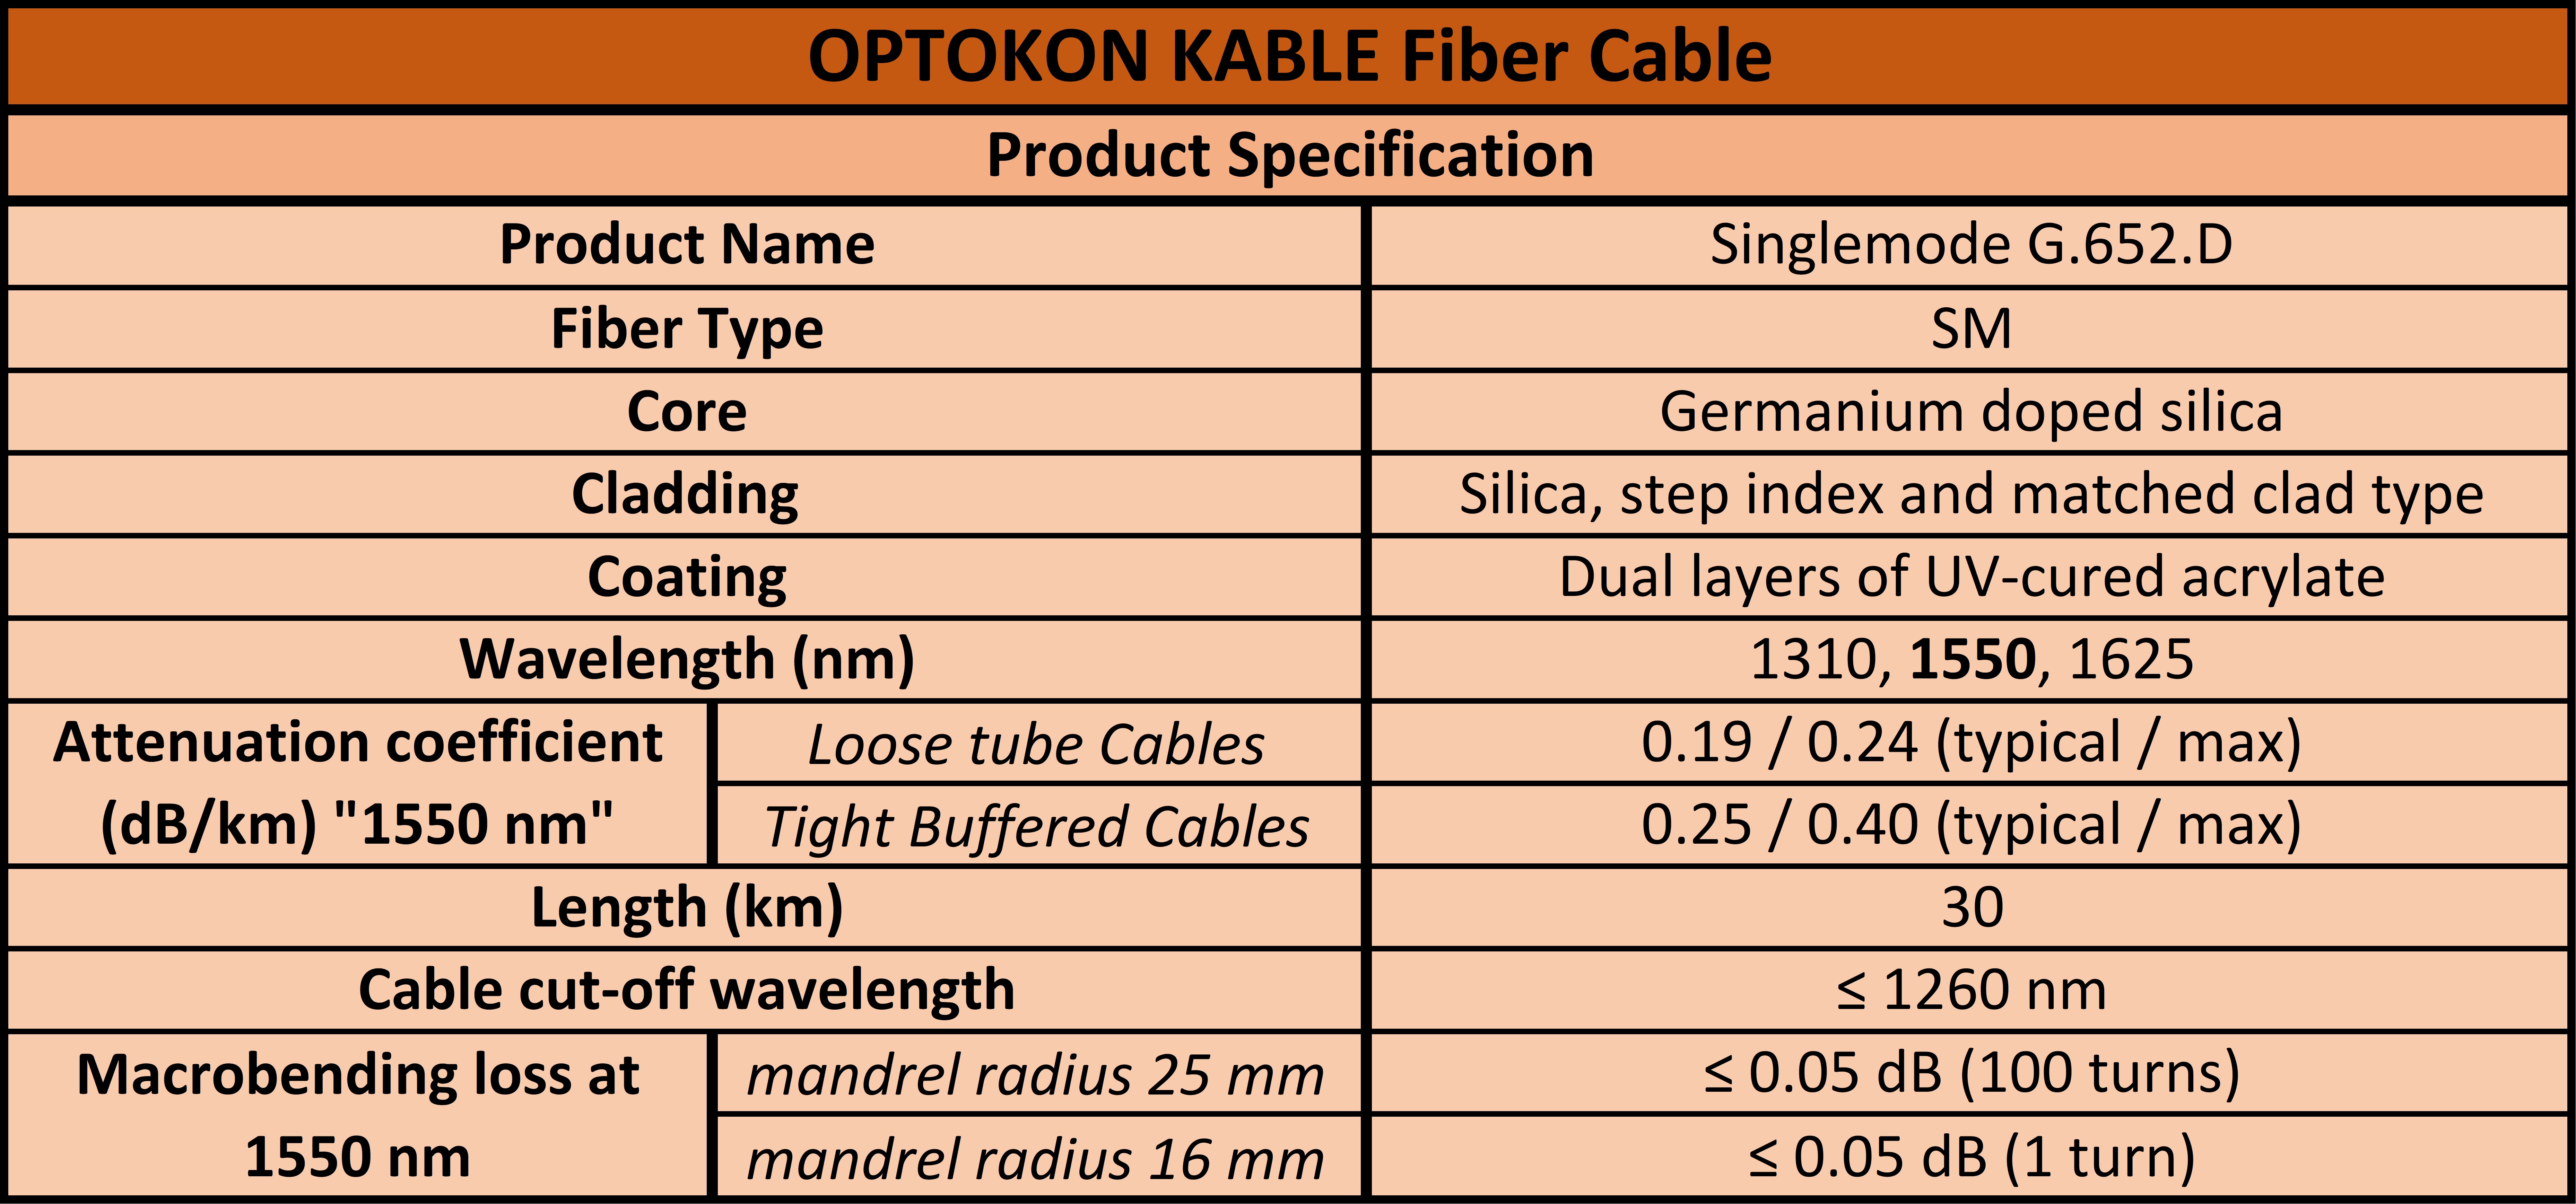 OPTOKON KABLE Fiber Cable
Product Specification
Product Name
Singlemode G.652.D
Fiber Type
SM
Core
Germanium doped silica
Cladding
Silica, step index and matched clad type
Coating
Dual layers of UV-cured acrylate
Wavelength (nm)
1310, 1550, 1625
Attenuation coefficient
(dB/km) "1550 nm"
Loose tube Cables
0.19 / 0.24 (typical / max)
Tight Buffered Cables
0.25 / 0.40 (typical / max)
Length (km)
30
Cable cut-off wavelength
≤ 1260 nm
Macrobending loss at
1550 nm
mandrel radius 25 mm
≤ 0.05 dB (100 turns)
mandrel radius 16 mm
≤ 0.05 dB (1 turn)